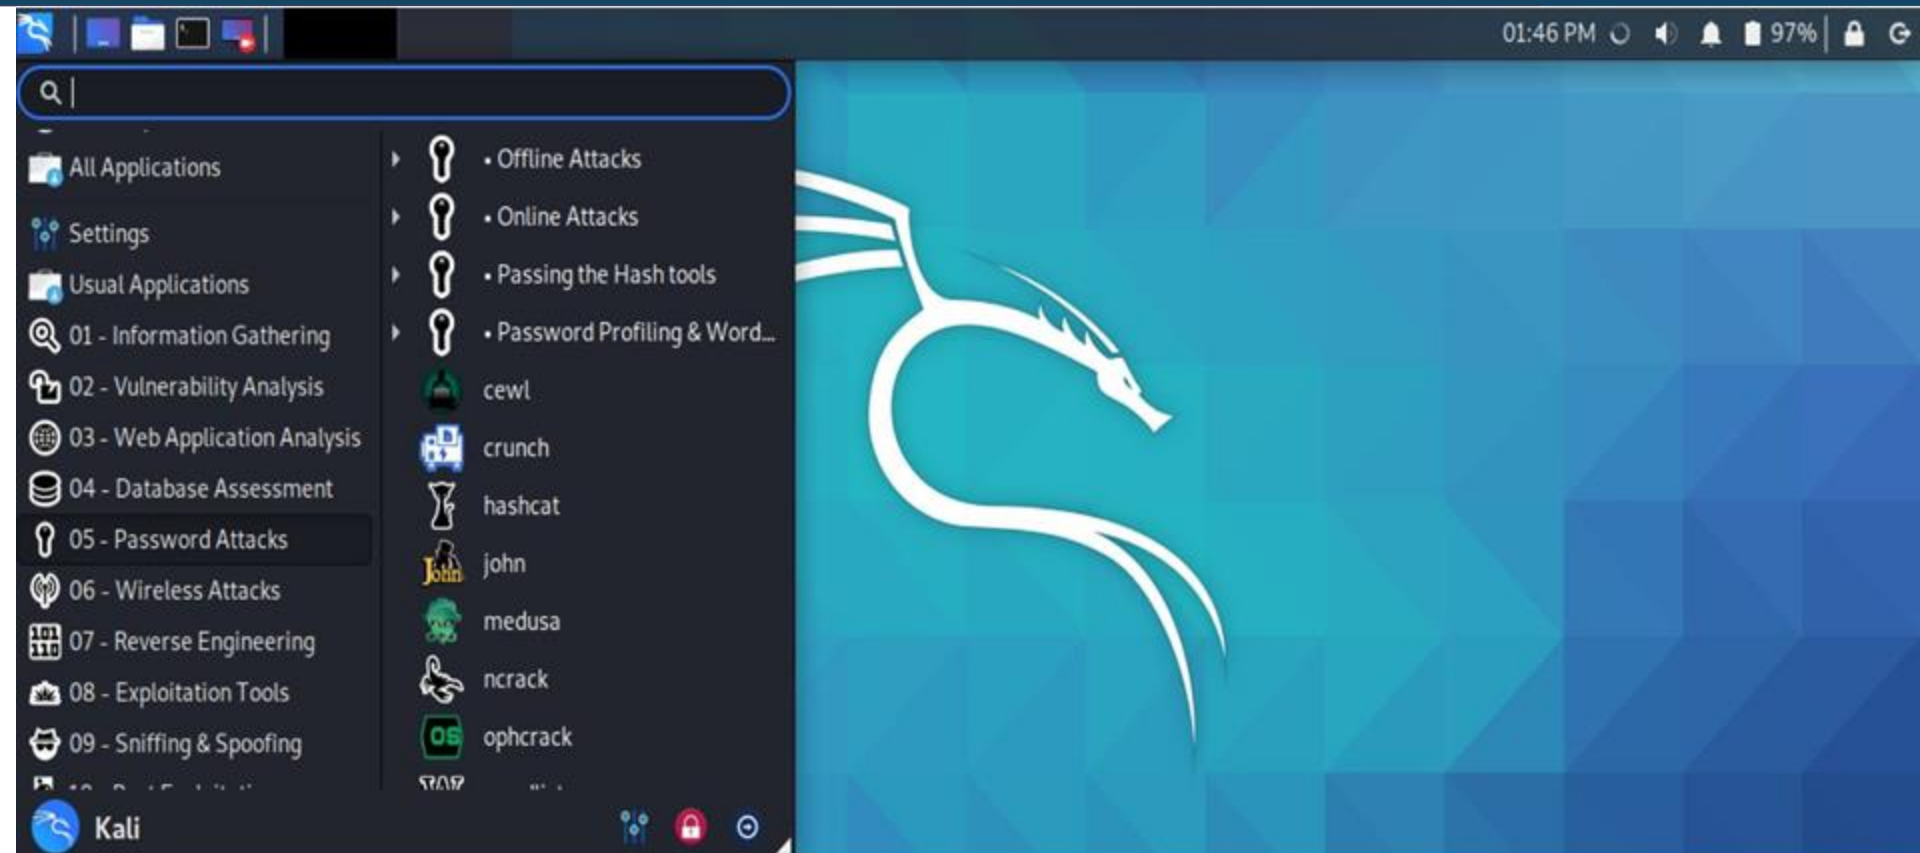 01:46 PM 97%
All Applications
Settings
Usual Applications
01 - Information Gathering
02 - Vulnerability Analysis
03 - Web Application Analysis
04 - Database Assessment
05 - Password Attacks
06 - Wireless Attacks
07 - Reverse Engineering
08 - Exploitation Tools
09 - Sniffing & Spoofing
• Offline Attacks
• Online Attacks
• Passing the Hash tools
• Password Profiling & Word...
cewl
crunch
hashcat
John
john
medusa
ncrack
OS
ophcrack
Kali